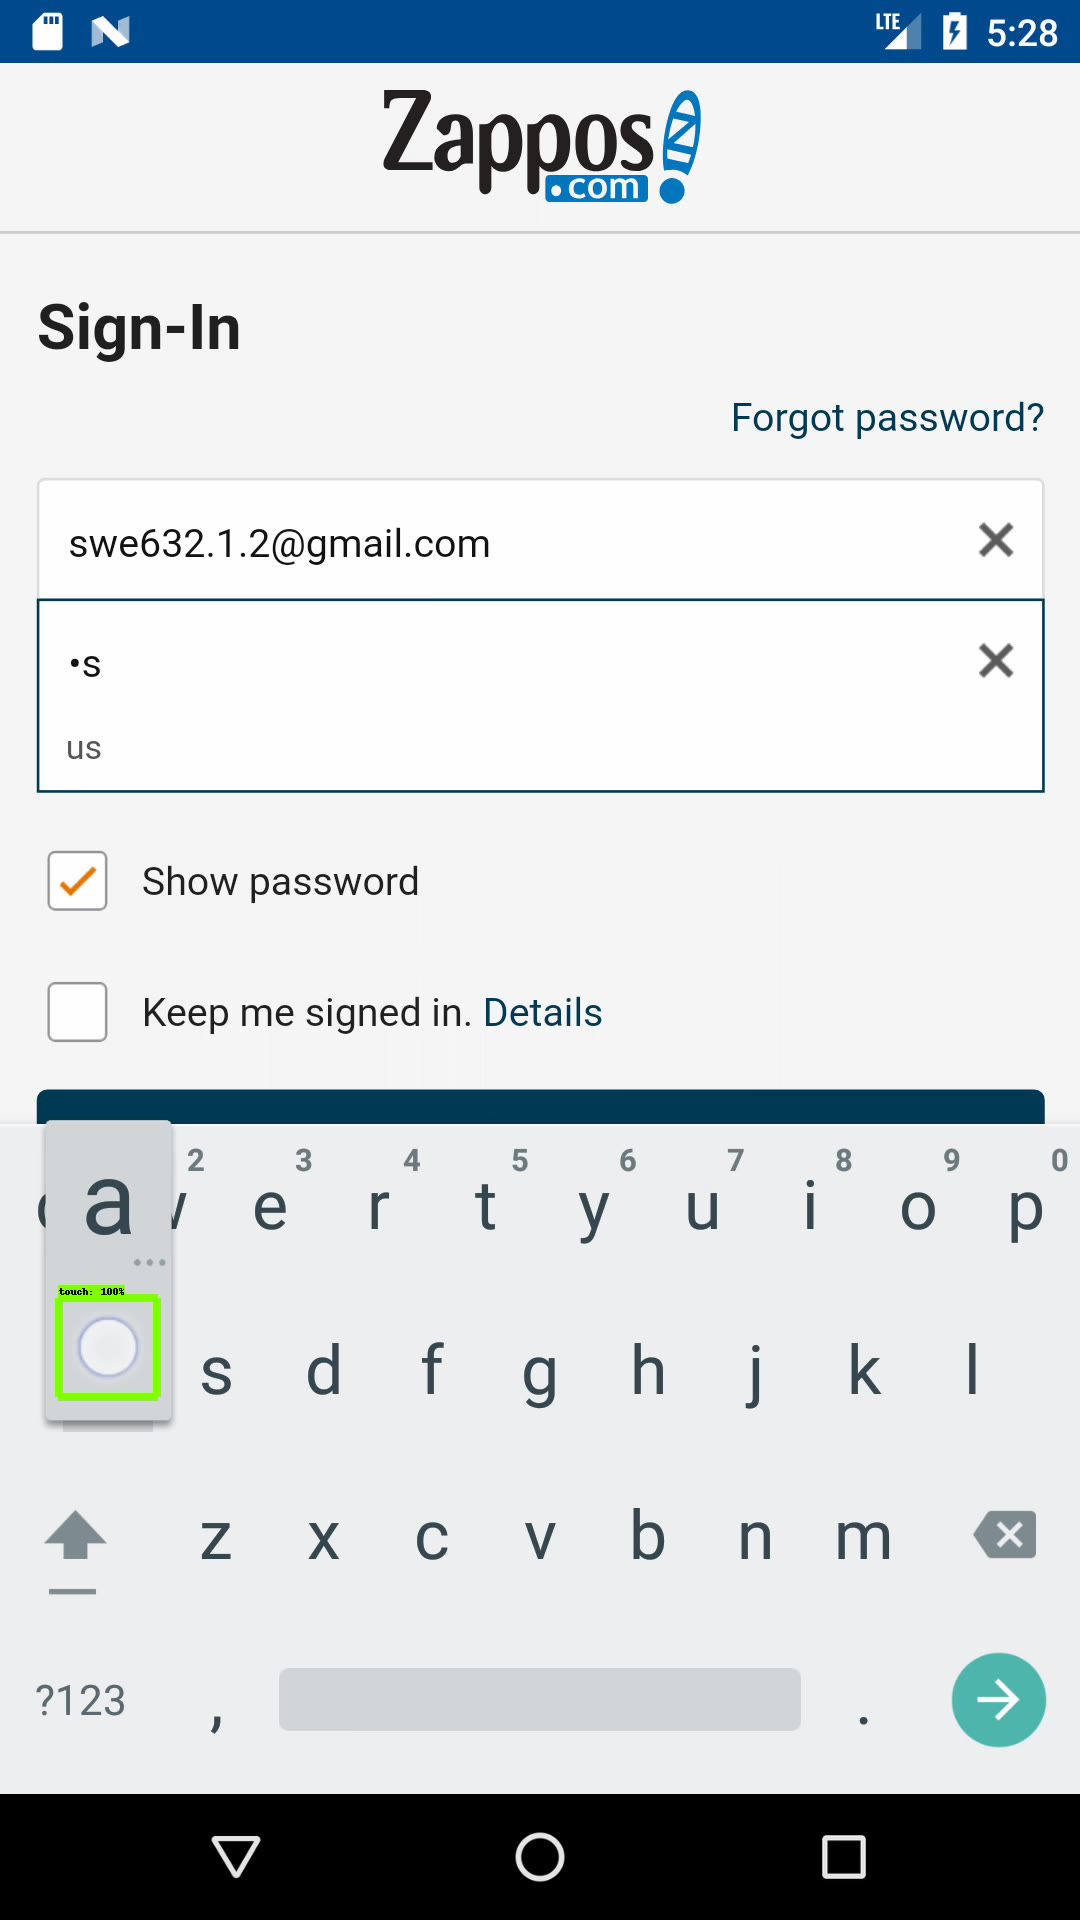 LTE 5:28
Zappos
.com
Sign-In
Forgot password?
swe632.1.2@gmail.com
•s
us
Show password
Keep me signed in. Details
2 3 4 5 6 7 8 9 0
a e r t y u i o p
touch: 100%
s d f g h j k l
z x c v b n m
?123 , .